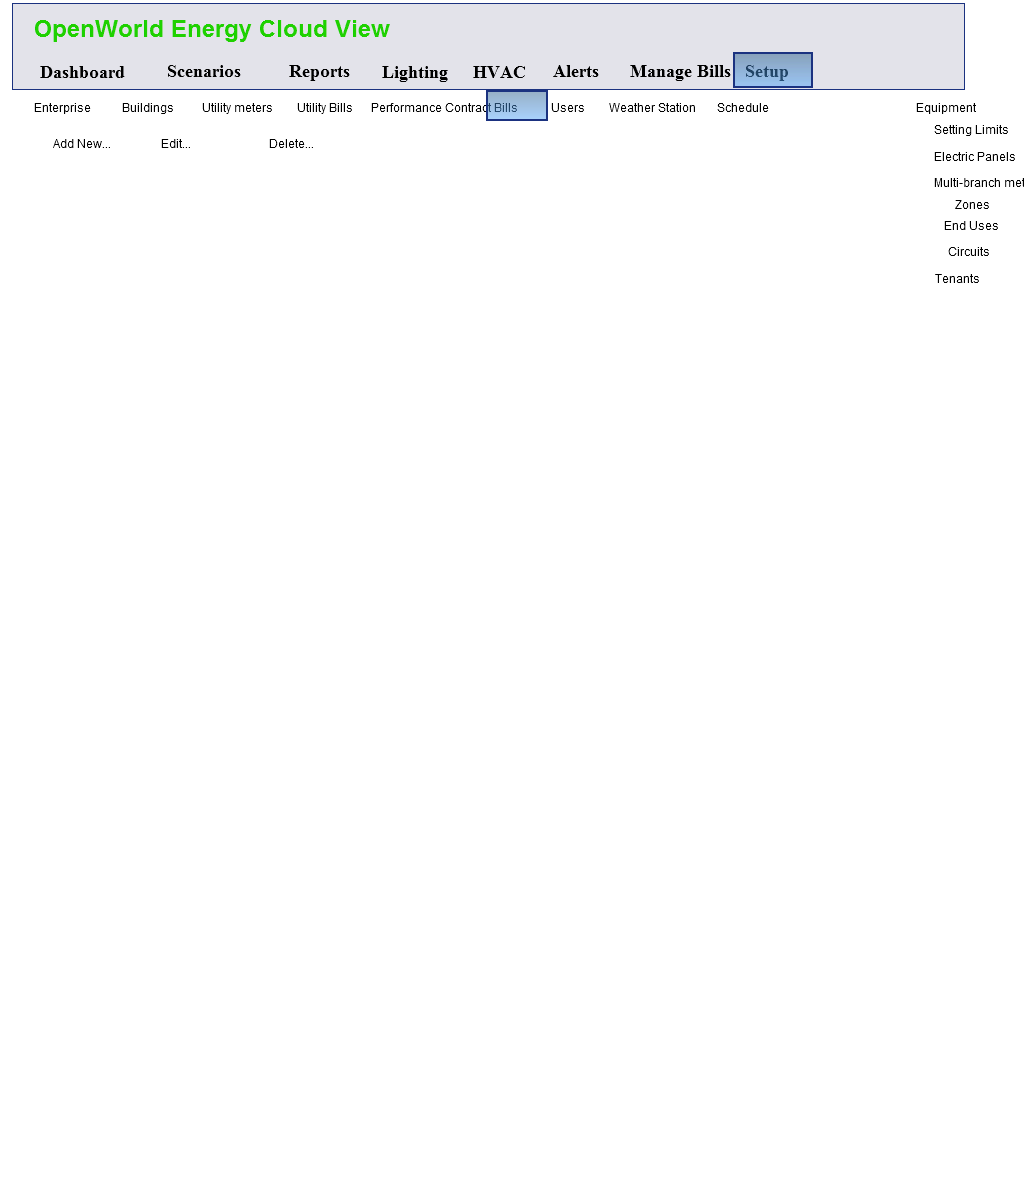 OpenWorld Energy Cloud View
Dashboard Scenarios Reports Lighting HVAC Alerts Manage Bills Setup
Enterprise Buildings Utility meters Utility Bills Performance Contract Bills Users Weather Station Schedule Equipment
Setting Limits
Add New... Edit... Delete...
Electric Panels
Multi-branch met
Zones
End Uses
Circuits
Tenants